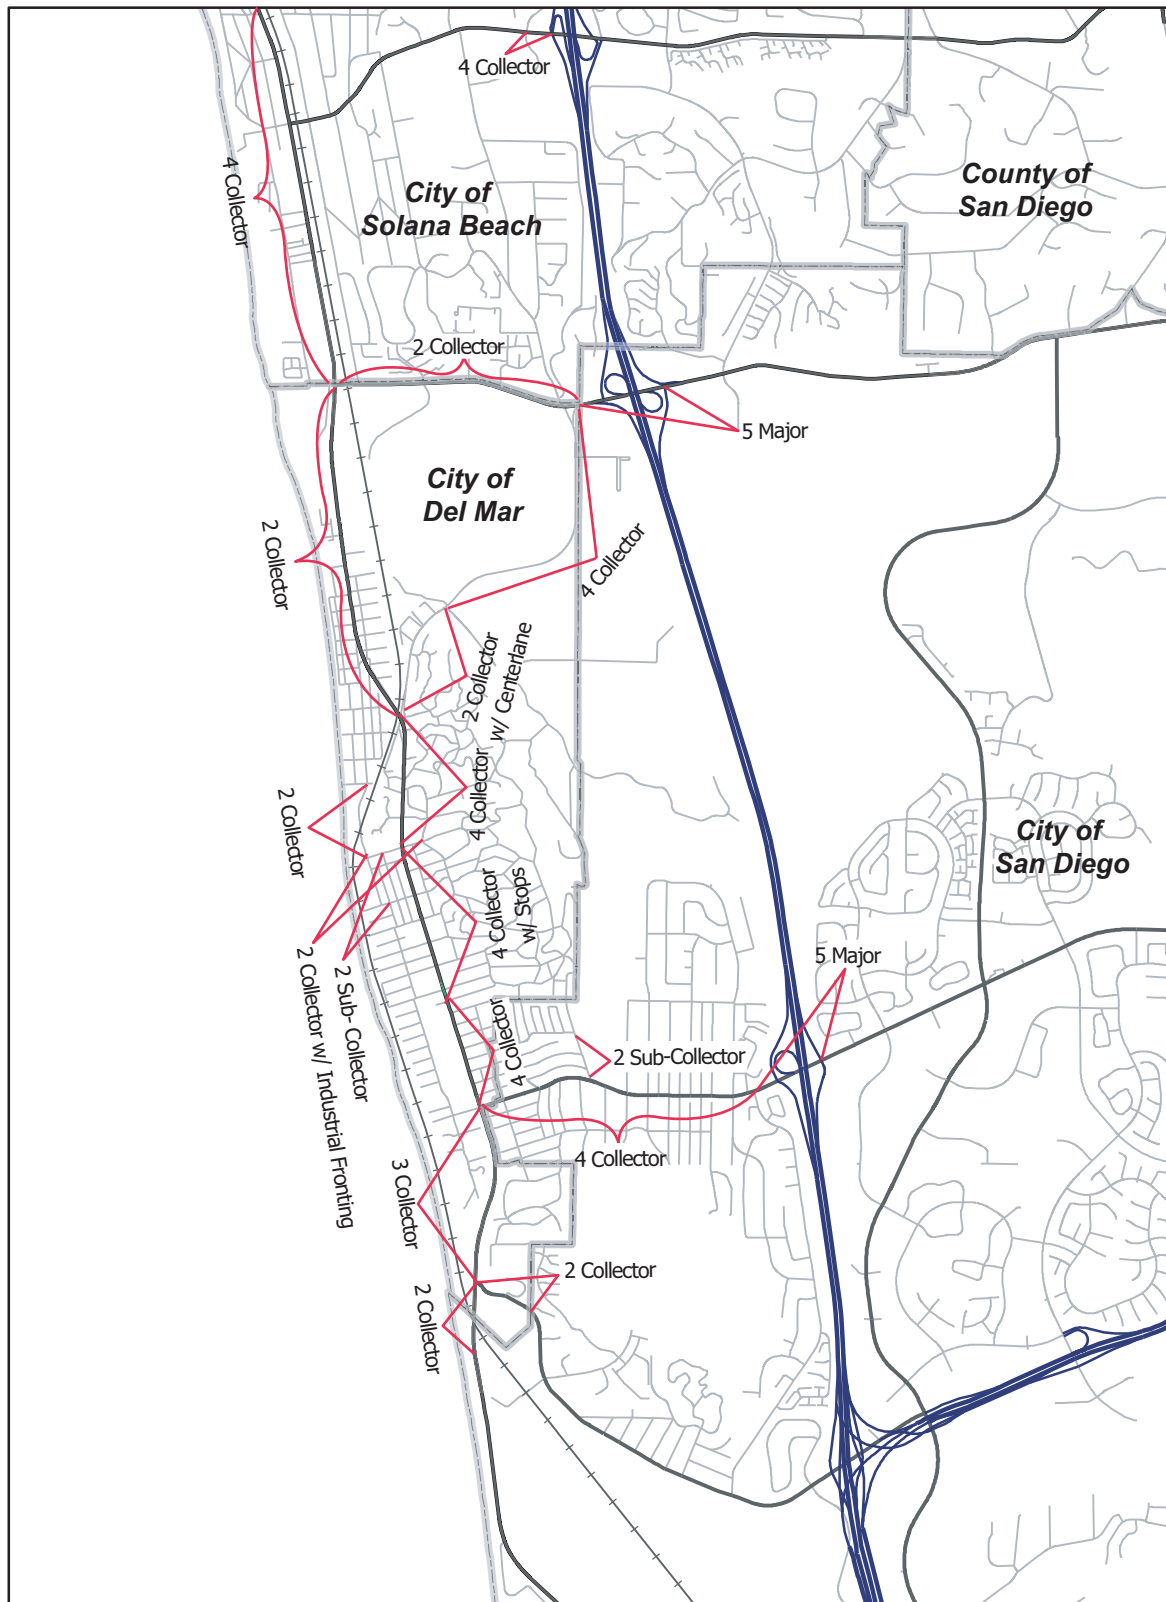 4 Collector
4 Collector
City of
Solana Beach
County of
San Diego
2 Collector
5 Major
City of
Del Mar
2 Collector
4 Collector
2 Collector
w/ Centerlane
4 Collector
2 Collector
City of
San Diego
4 Collector
w/ Stops
2 Collector w/ Industrial Fronting
2 Sub- Collector
5 Major
4 Collector
2 Sub-Collector
4 Collector
3 Collector
2 Collector
2 Collector